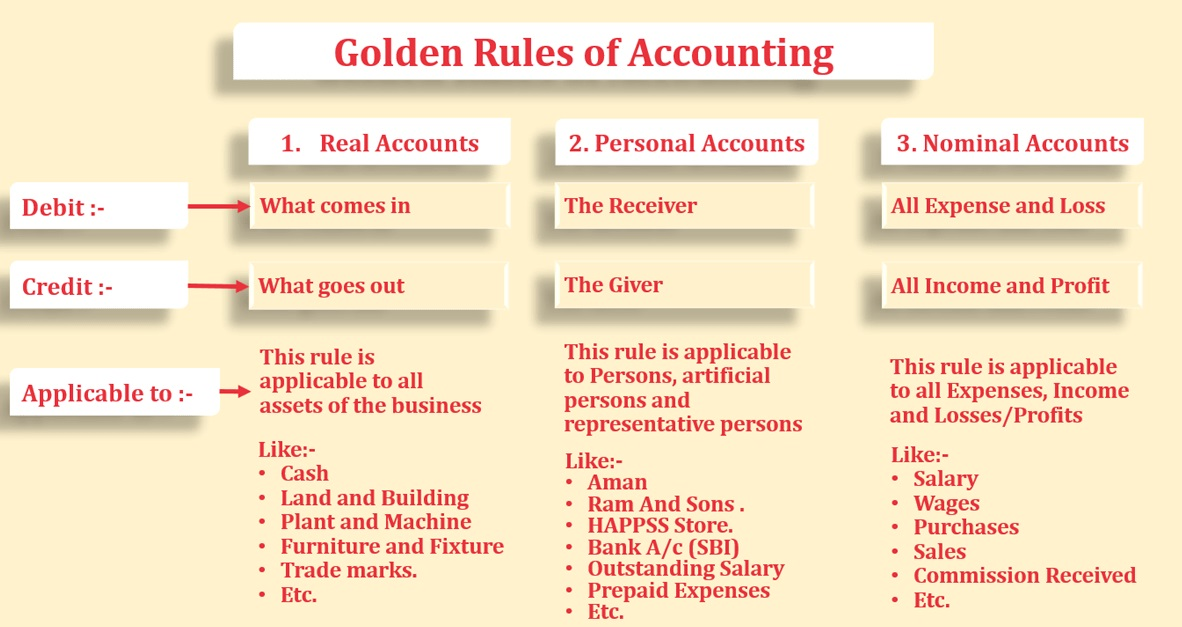 Golden Rules of Accounting
1. Real Accounts
2. Personal Accounts
3. Nominal Accounts
Debit :-
What comes in
The Receiver
All Expense and Loss
Credit :-
What goes out
The Giver
All Income and Profit
Applicable to :-
This rule is
applicable to all
assets of the business
Like:-
• Cash
• Land and Building
• Plant and Machine
• Furniture and Fixture
• Trade marks.
• Etc.
This rule is applicable
to Persons, artificial
persons and
representative persons
Like:-
• Aman
• Ram And Sons .
• HAPPSS Store.
• Bank A/c (SBI)
• Outstanding Salary
• Prepaid Expenses
• Etc.
This rule is applicable
to all Expenses, Income
and Losses/Profits
Like:-
• Salary
• Wages
• Purchases
• Sales
• Commission Received
• Etc.